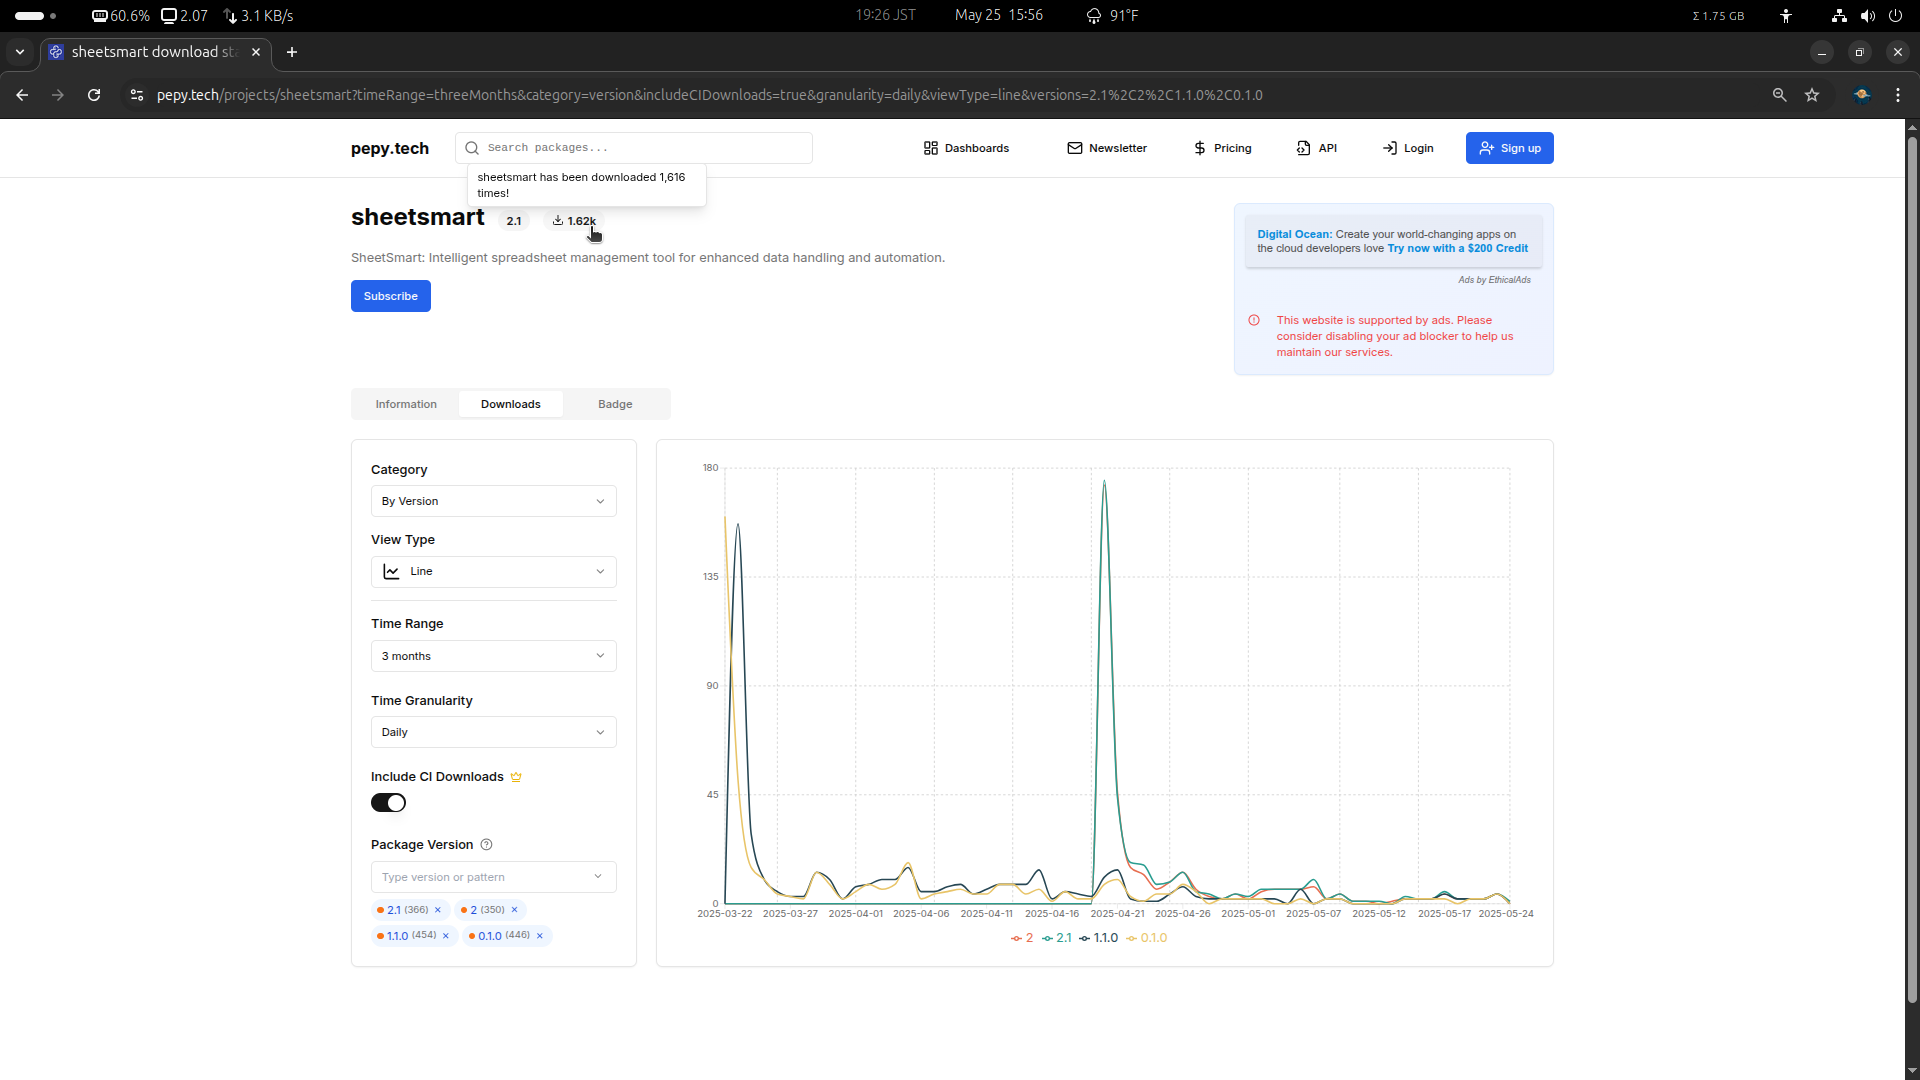 60.6% 2.07 3.1 KB/s 19:26 JST May 25 15:56 91°F Σ 1.75 GB
sheetsmart download sta
pepy.tech/projects/sheetsmart?timeRange=threeMonths&category=version&includeCIDownloads=true&granularity=daily&viewType=line&versions=2.1%2C2%2C1.1.0%2C0.1.0
pepy.tech Search packages... Dashboards Newsletter Pricing API Login Sign up
sheetsmart has been downloaded 1,616
times!
sheetsmart 2.1 1.62k
SheetSmart: Intelligent spreadsheet management tool for enhanced data handling and automation.
Subscribe
Digital Ocean: Create your world-changing apps on
the cloud developers love Try now with a $200 Credit
Ads by EthicalAds
This website is supported by ads. Please
consider disabling your ad blocker to help us
maintain our services.
Information Downloads Badge
Category
By Version
View Type
Line
Time Range
3 months
Time Granularity
Daily
Include CI Downloads
Package Version
Type version or pattern
2.1 (366) × 2 (350) ×
1.1.0 (454) × 0.1.0 (446) ×
180
135
90
45
0
2025-03-22 2025-03-27 2025-04-01 2025-04-06 2025-04-11 2025-04-16 2025-04-21 2025-04-26 2025-05-01 2025-05-07 2025-05-12 2025-05-17 2025-05-24
2 2.1 1.1.0 0.1.0